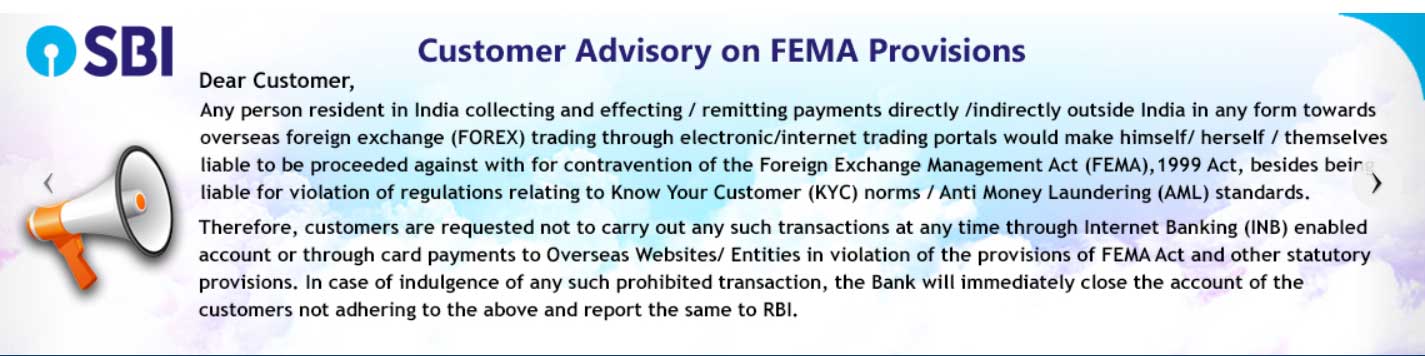 SBI
Customer Advisory on FEMA Provisions
Dear Customer,
Any person resident in India collecting and effecting / remitting payments directly /indirectly outside India in any form towards
overseas foreign exchange (FOREX) trading through electronic/internet trading portals would make himself/ herself / themselves
liable to be proceeded against with for contravention of the Foreign Exchange Management Act (FEMA),1999 Act, besides being
liable for violation of regulations relating to Know Your Customer (KYC) norms / Anti Money Laundering (AML) standards.
Therefore, customers are requested not to carry out any such transactions at any time through Internet Banking (INB) enabled
account or through card payments to Overseas Websites/ Entities in violation of the provisions of FEMA Act and other statutory
provisions. In case of indulgence of any such prohibited transaction, the Bank will immediately close the account of the
customers not adhering to the above and report the same to RBI.